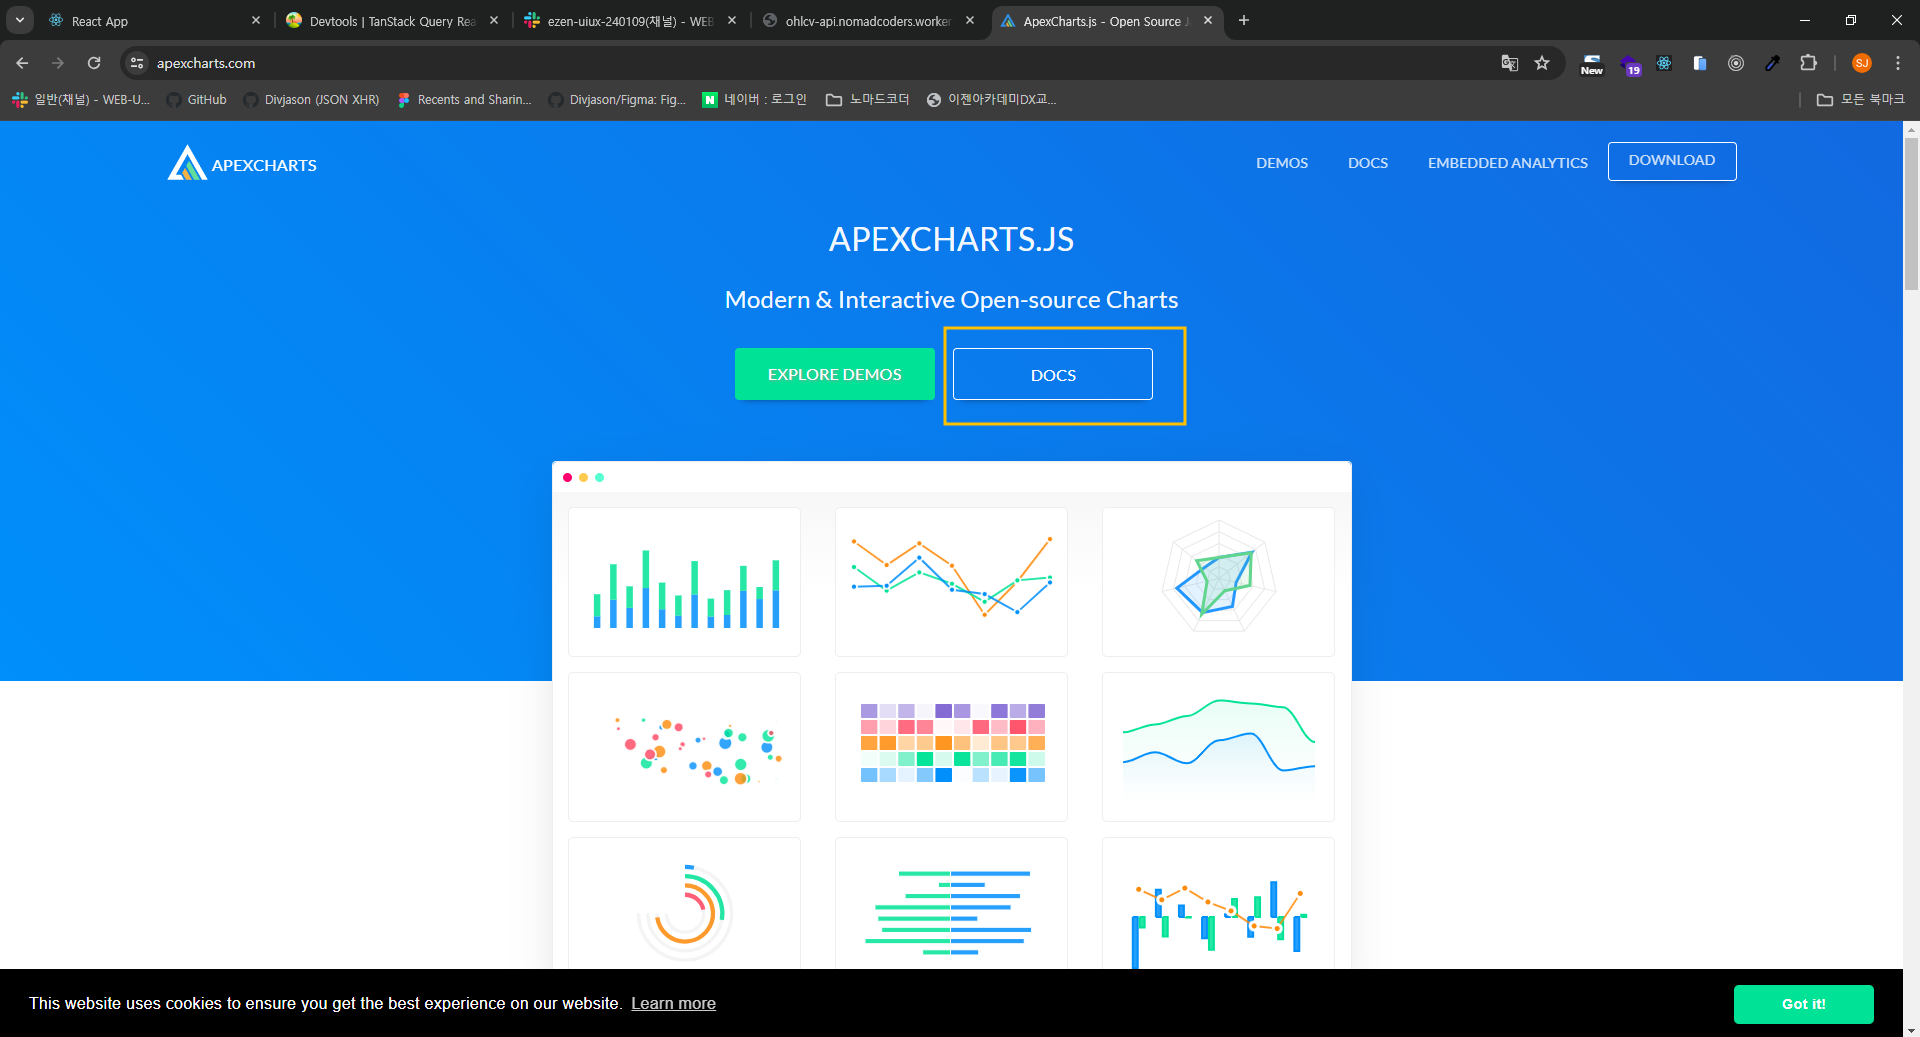 React App
Devtools | TanStack Query Rea
ezen-uiux-240109(채널) - WEB
ohlcv-api.nomadcoders.worker
ApexCharts.js - Open Source J
apexcharts.com
New
19
SJ
일반(채널) - WEB-U...
GitHub
Divjason (JSON XHR)
Recents and Sharin...
Divjason/Figma: Fig...
N 네이버 : 로그인
노마드코더
이젠아카데미DX교...
모든 북마크
APEXCHARTS
DEMOS
DOCS
EMBEDDED ANALYTICS
DOWNLOAD
APEXCHARTS.JS
Modern & Interactive Open-source Charts
EXPLORE DEMOS
DOCS
This website uses cookies to ensure you get the best experience on our website. Learn more
Got it!